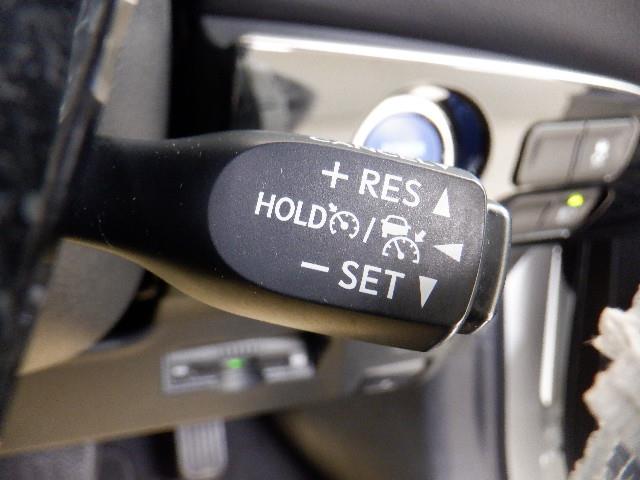 + RES
HOLD /
− SET